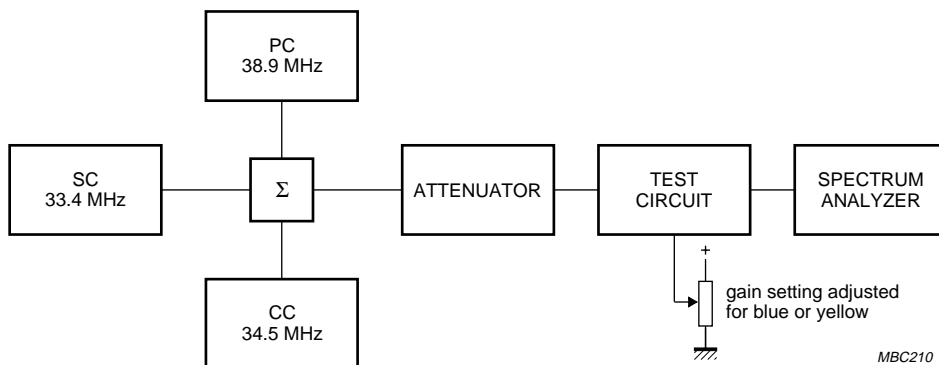 PC
38.9 MHz
SC
33.4 MHz
Σ
ATTENUATOR
TEST
CIRCUIT
SPECTRUM
ANALYZER
CC
34.5 MHz
+
gain setting adjusted
for blue or yellow
MBC210